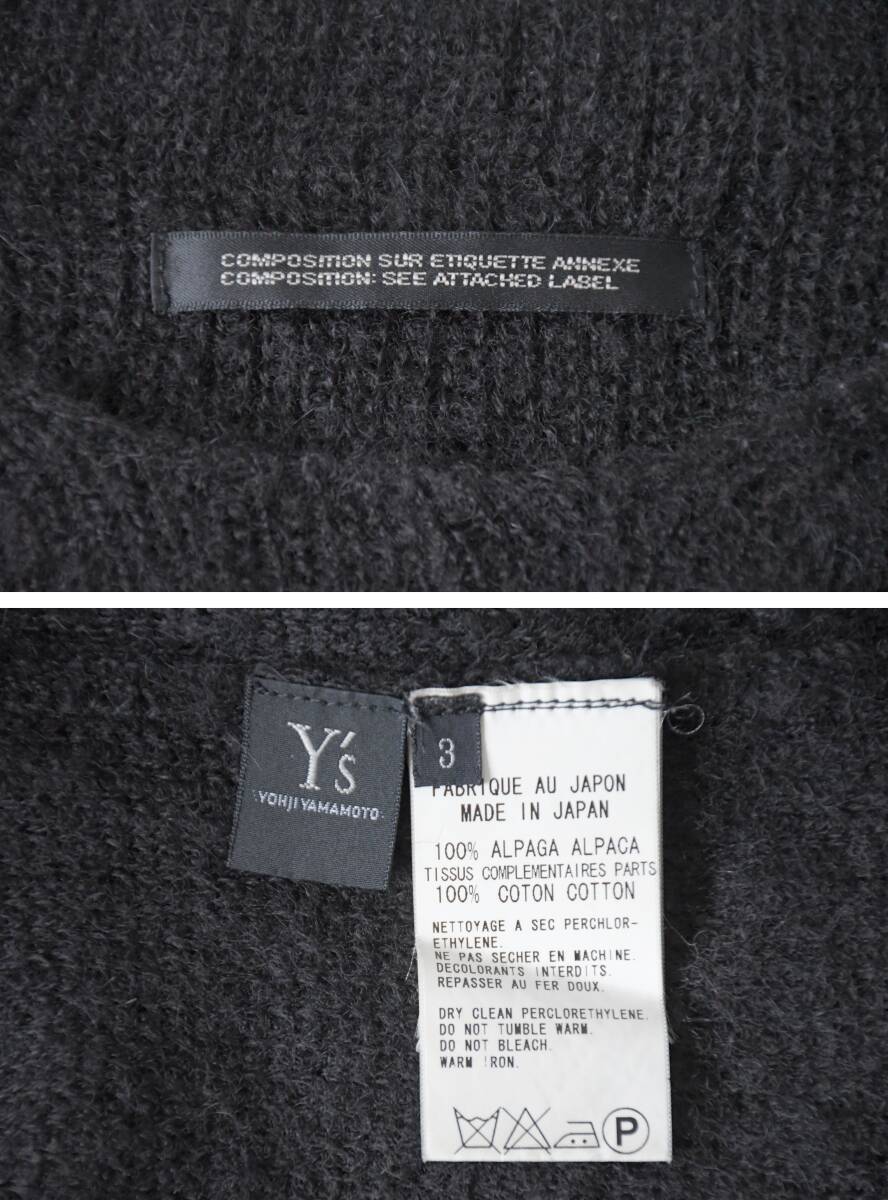 COMPOSITION SUR ETIQUETTE ANNEXE
COMPOSITION: SEE ATTACHED LABEL
Y's
YOHJI YAMAMOTO
3
FABRIQUE AU JAPON
MADE IN JAPAN
100% ALPAGA ALPACA
TISSUS COMPLEMENTAIRES PARTS
100% COTON COTTON
NETTOYAGE A SEC PERCHLOR-
ETHYLENE.
NE PAS SECHER EN MACHINE.
DECOLORANTS INTERDITS.
REPASSER AU FER DOUX.
DRY CLEAN PERCLORETHYLENE.
DO NOT TUMBLE WARM.
DO NOT BLEACH.
WARM IRON.
P